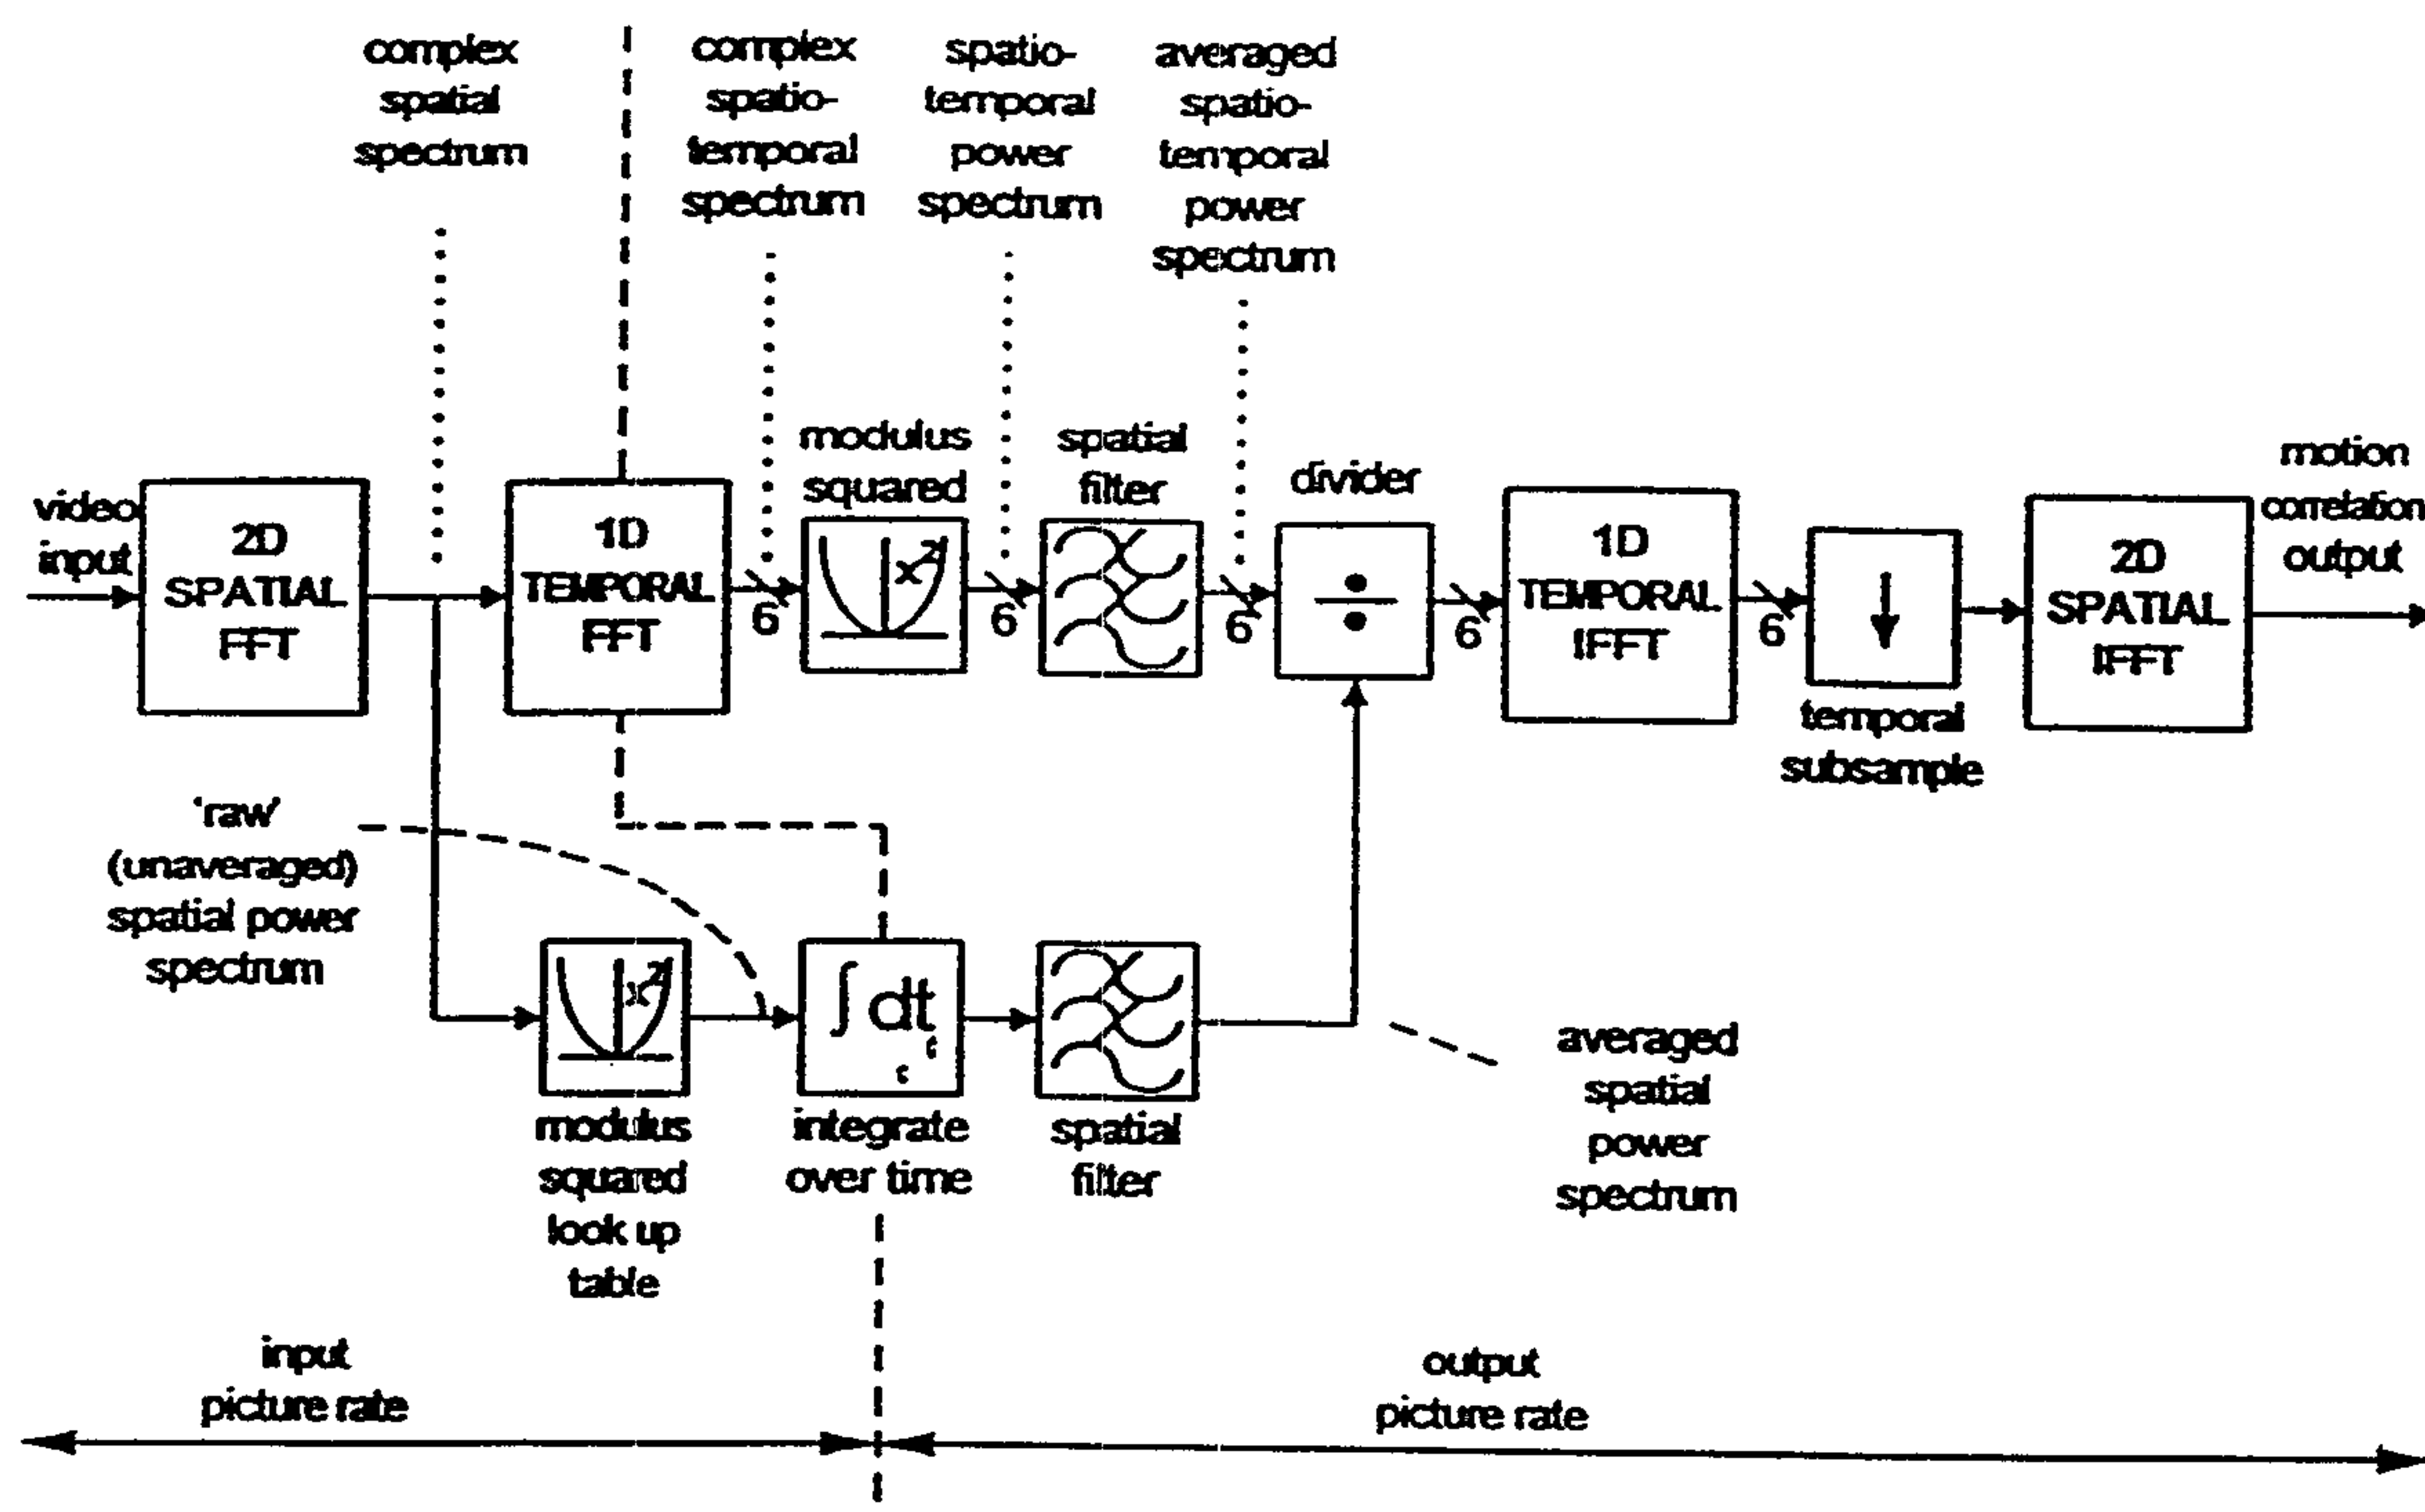 complex
spatial
spectrum
complex
spatio-
temporal
spectrum
spatio-
temporal
power
spectrum
averaged
spatio-
temporal
power
spectrum
video
input
2D
SPATIAL
FFT
1D
TEMPORAL
FFT
6
modulus
squared
x²
6
spatial
filter
6
divider
÷
6
1D
TEMPORAL
IFFT
6
temporal
subsample
2D
SPATIAL
IFFT
motion
correlation
output
'raw'
(unaveraged)
spatial power
spectrum
x²
modulus
squared
look up
table
∫ dt
integrate
over time
spatial
filter
averaged
spatial
power
spectrum
input
picture rate
output
picture rate